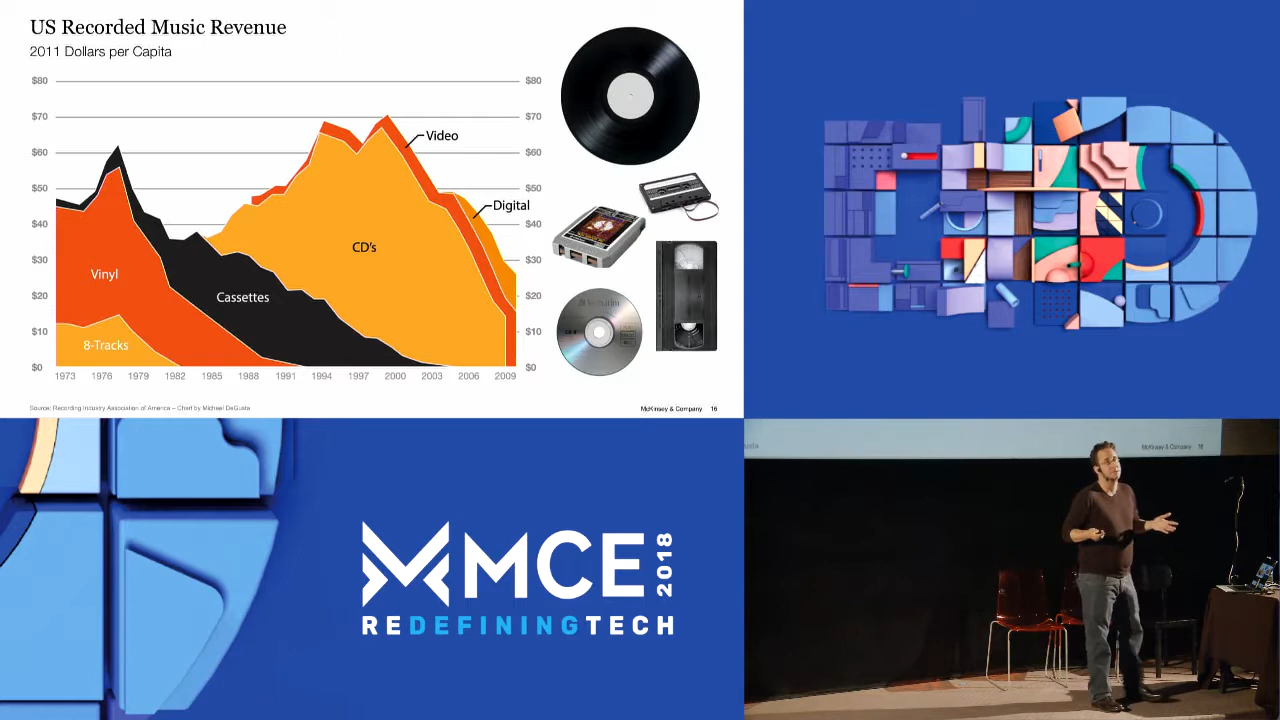 US Recorded Music Revenue
2011 Dollars per Capita
$80 $80
$70 $70
$60 $60
$50 $50
$40 $40
$30 $30
$20 $20
$10 $10
$0 $0
Video
Digital
CD's
Vinyl
Cassettes
8-Tracks
1973 1976 1979 1982 1985 1988 1991 1994 1997 2000 2003 2006 2009
Source: Recording Industry Association of America – Chart by Michael DeGusta
McKinsey & Company 16
MCE 2018
REDEFININGTECH
McKinsey & Company 16